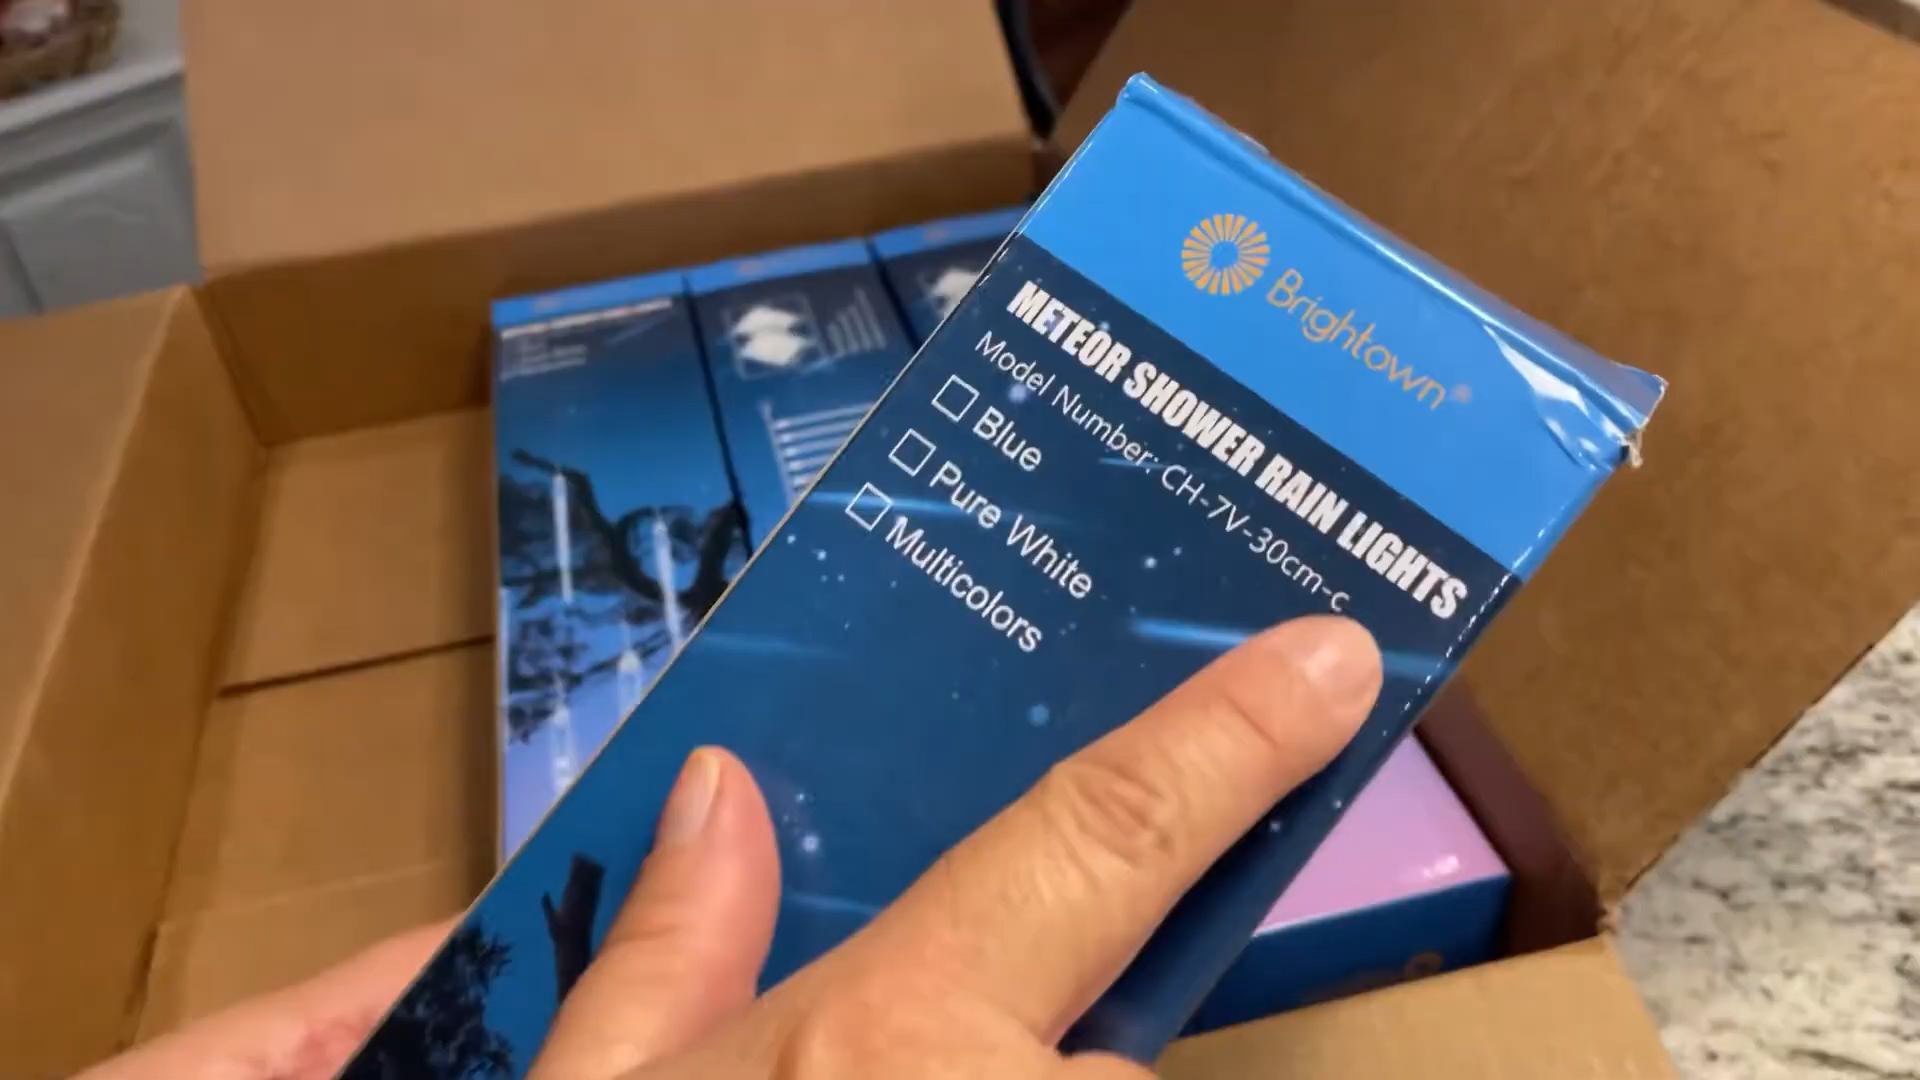 Brightown®
METEOR SHOWER RAIN LIGHTS
Model Number: CH-7V-30cm-c
Blue
Pure White
Multicolors